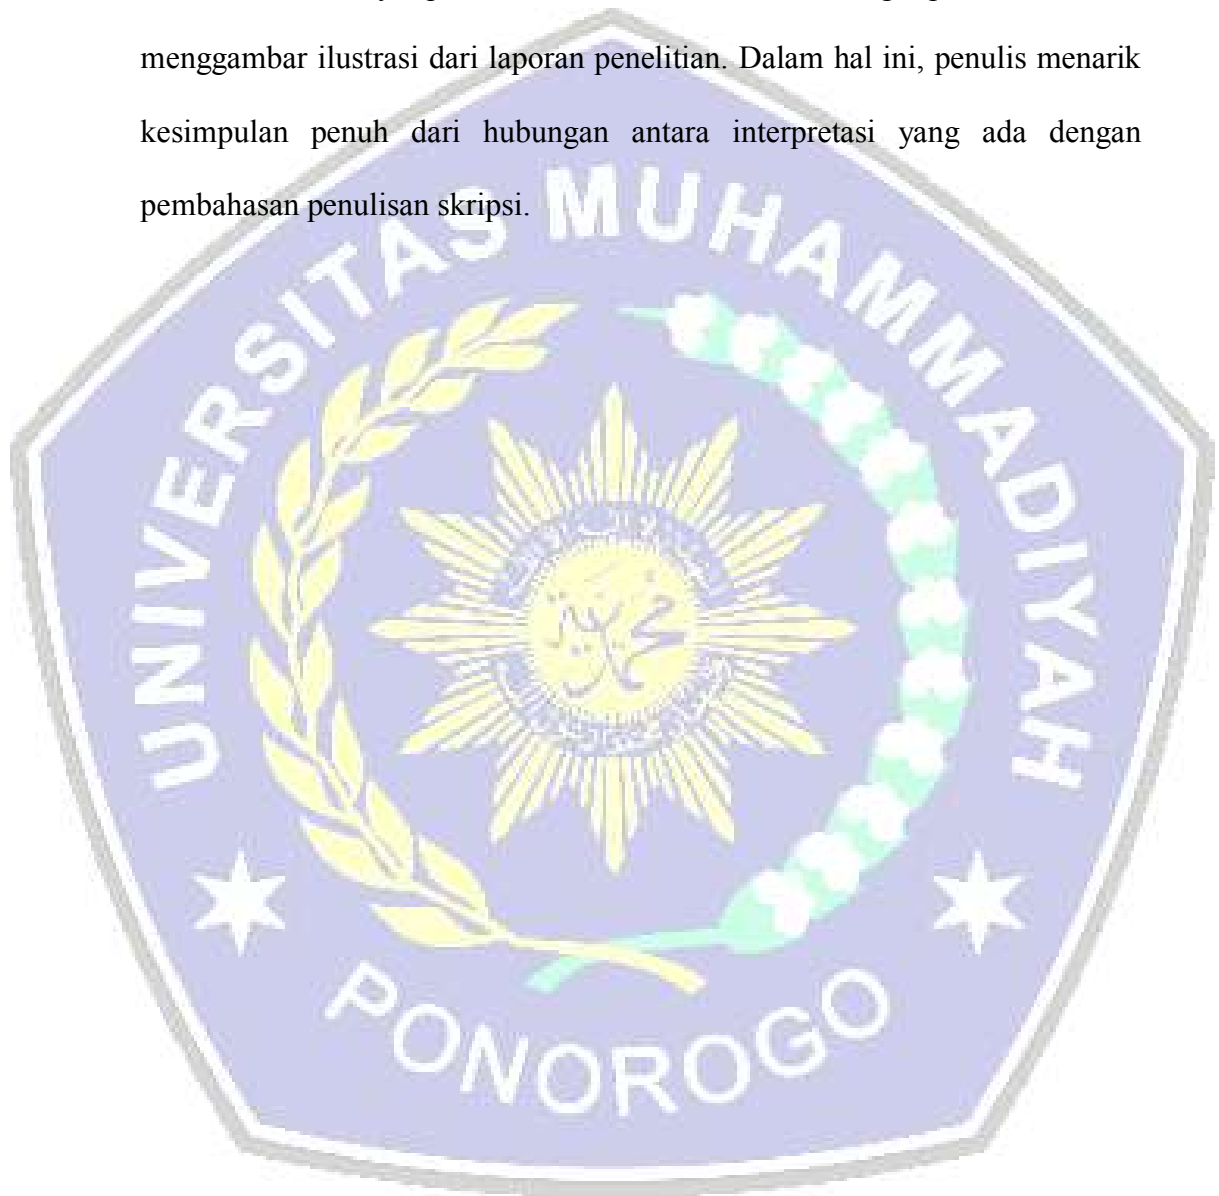 menggambar ilustrasi dari laporan penelitian. Dalam hal ini, penulis menarik
kesimpulan penuh dari hubungan antara interpretasi yang ada dengan
pembahasan penulisan skripsi.
UNIVERSITAS MUHAMMADIYAH
PONOROGO